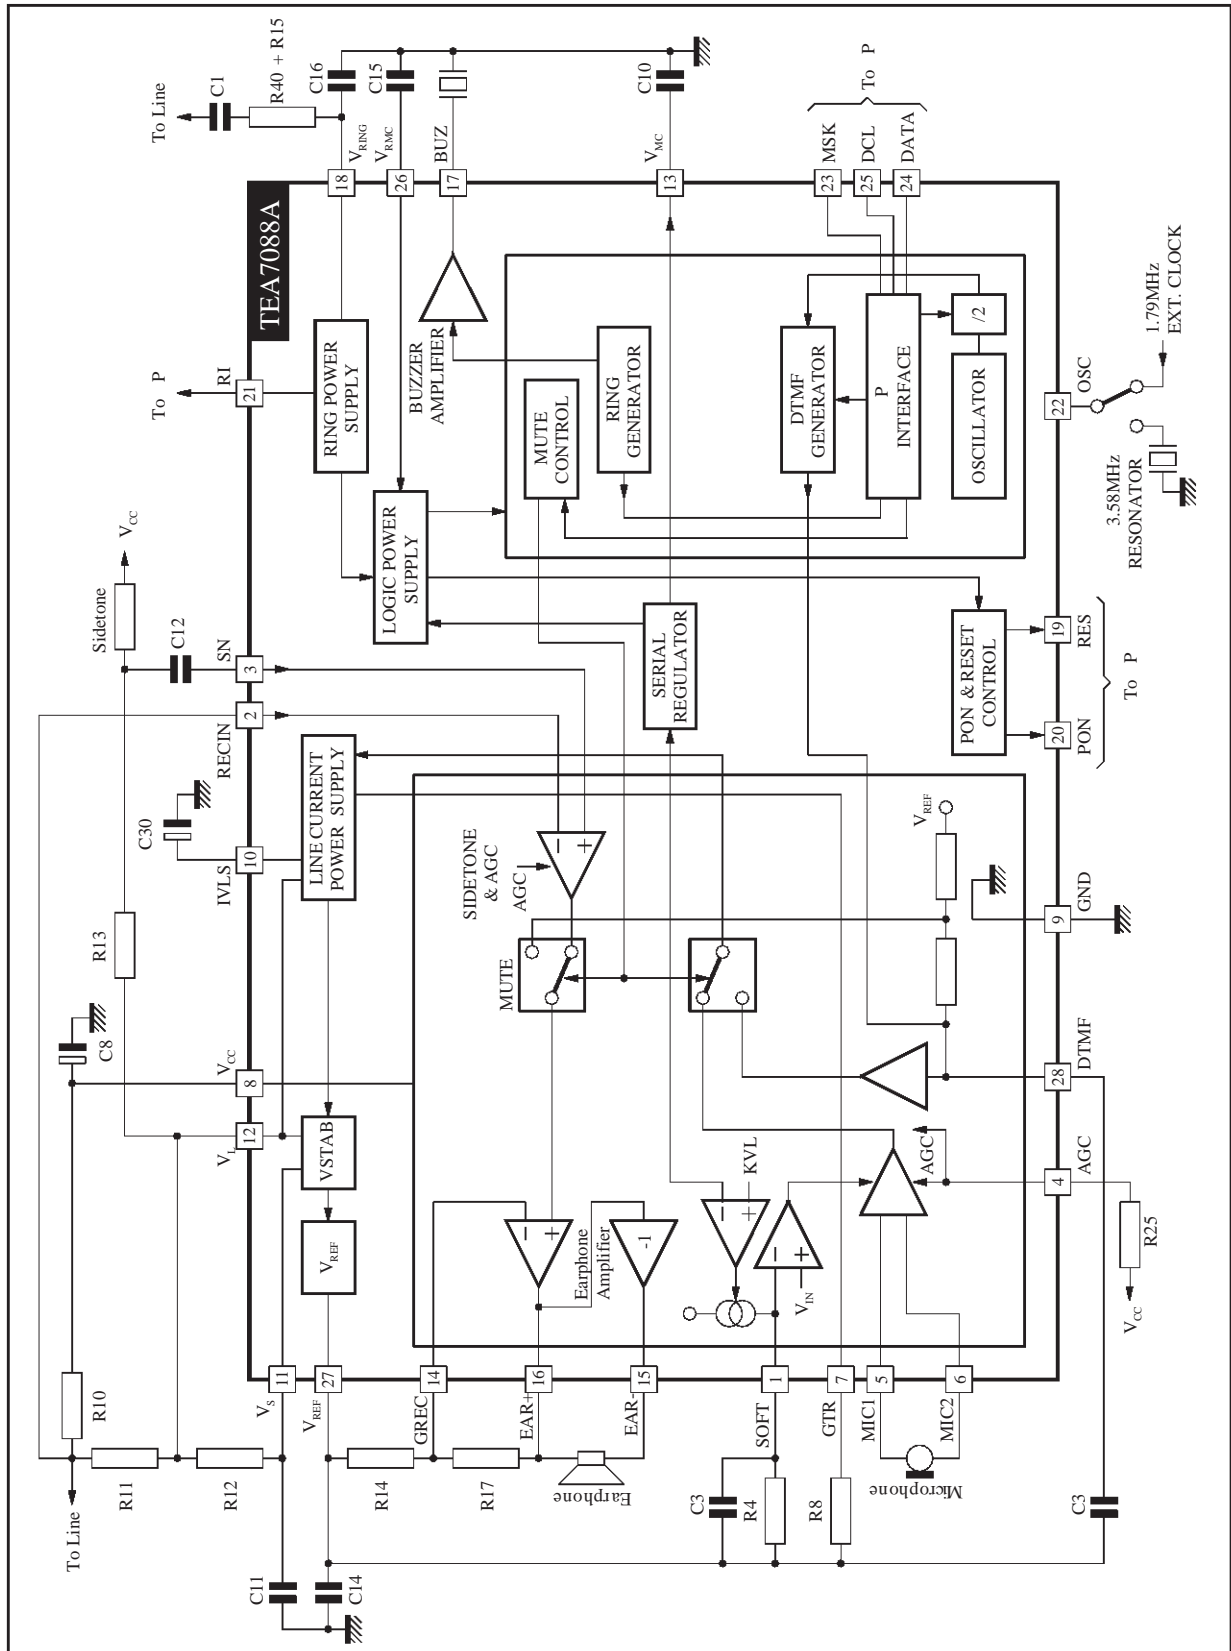 TEA7088A
To Line
C1
R40 + R15
C16
C15
C10
VRING
VRMC
BUZ
VMC
18
26
17
13
MSK
DCL
DATA
To P
23
25
24
To P
RI
21
RING POWER
SUPPLY
BUZZER
AMPLIFIER
LOGIC POWER
SUPPLY
MUTE
CONTROL
RING
GENERATOR
DTMF
GENERATOR
P
INTERFACE
/2
OSCILLATOR
22
OSC
1.79MHz
EXT. CLOCK
3.58MHz
RESONATOR
VCC
Sidetone
C12
SN
3
2
RECIN
SERIAL
REGULATOR
PON & RESET
CONTROL
19
RES
20
PON
To P
C30
IVLS
10
LINE CURRENT
POWER SUPPLY
SIDETONE
& AGC
AGC
−
+
MUTE
VREF
9
GND
R13
C8
VCC
8
VL
12
VSTAB
VREF
−
+
Earphone
Amplifier
-1
−
+
KVL
−
+
VIN
AGC
28
DTMF
4
AGC
R25
VCC
R10
VS
11
VREF
27
GREC
14
EAR+
16
EAR-
15
SOFT
1
GTR
7
MIC1
5
MIC2
6
To Line
R11
R12
R14
R17
Earphone
C3
R4
R8
Microphone
C3
C11
C14